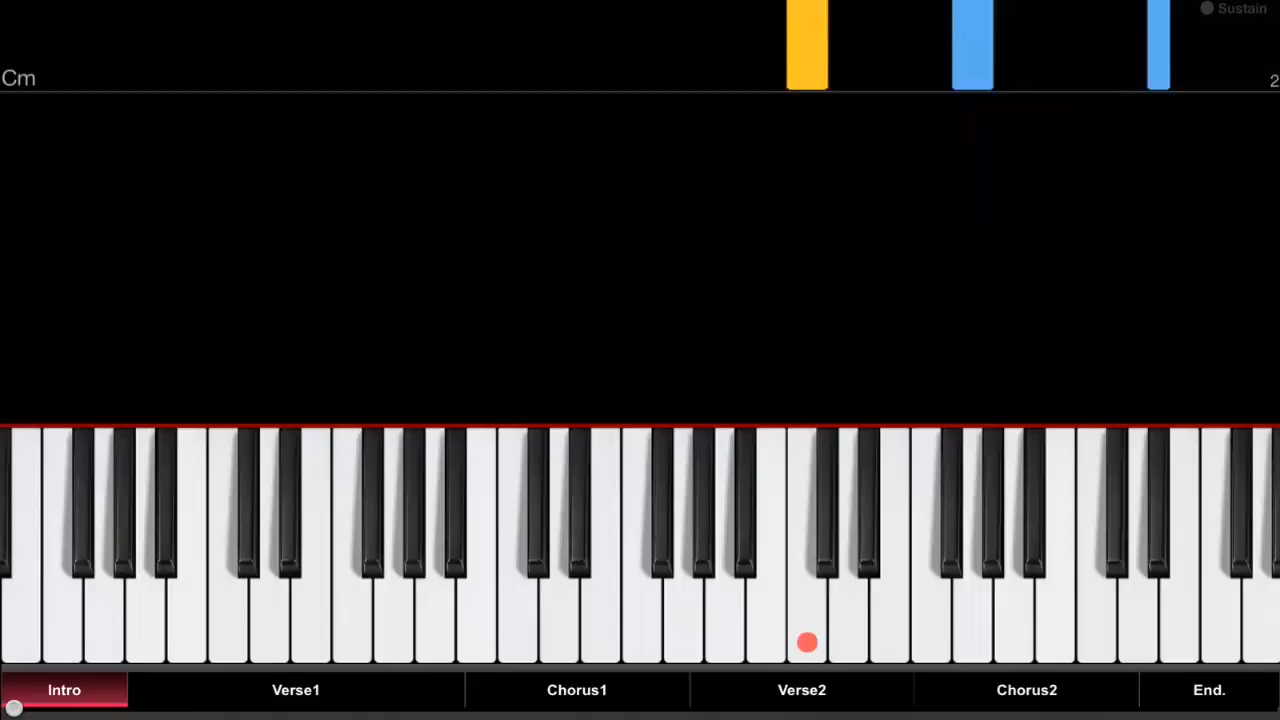 Sustain
Cm
2
Intro
Verse1
Chorus1
Verse2
Chorus2
End.